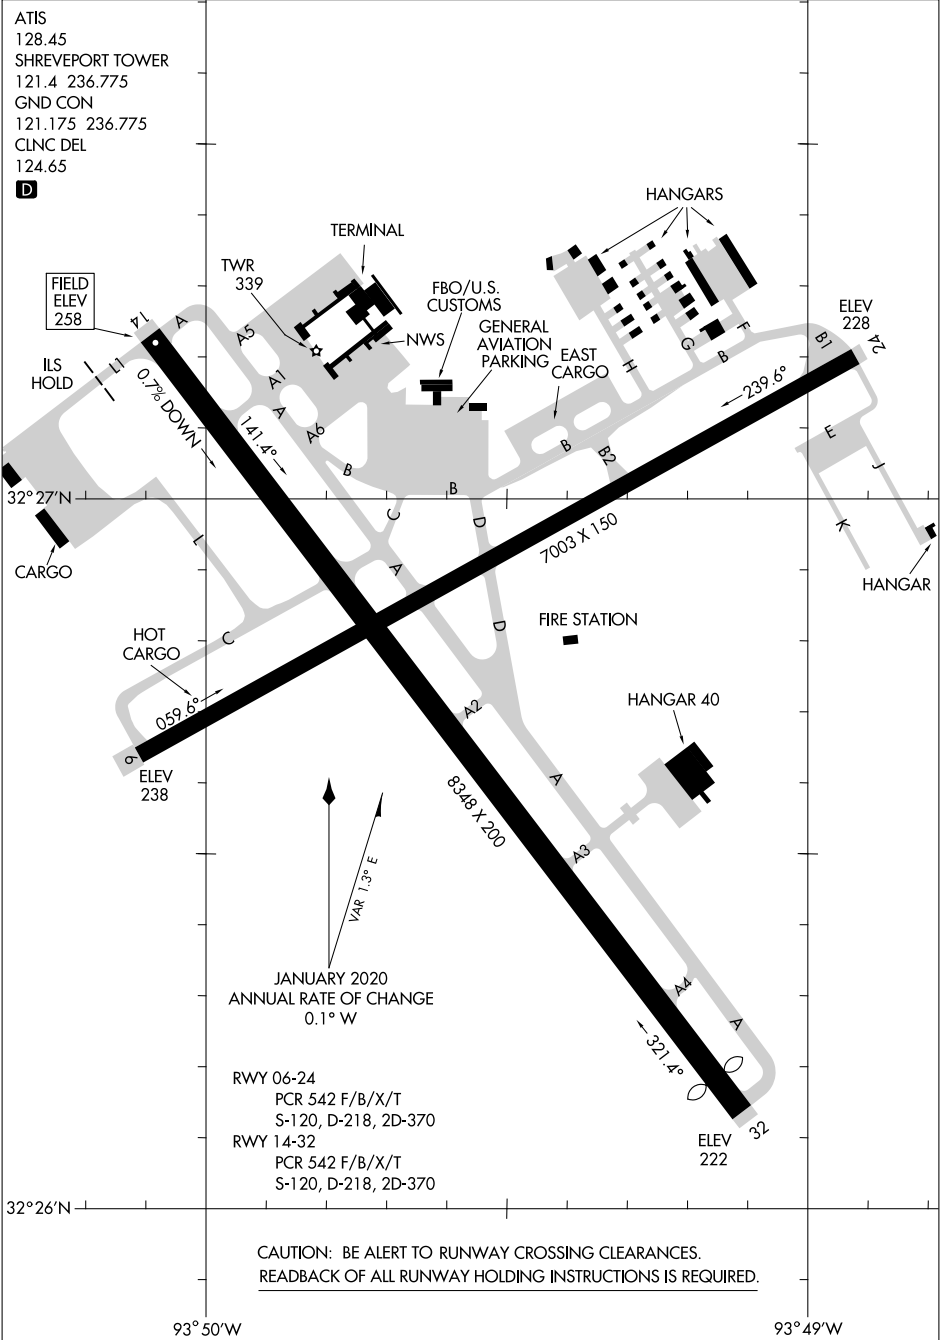 ATIS
128.45
SHREVEPORT TOWER
121.4 236.775
GND CON
121.175 236.775
CLNC DEL
124.65
D
HANGARS
TERMINAL
TWR
339
FIELD
ELEV
258
FBO/U.S.
CUSTOMS
ELEV
228
14
A
A5
NWS
GENERAL
AVIATION
PARKING
EAST
CARGO
F
G
B
H
B1
24
ILS
HOLD
L1
A1
0.7% DOWN
239.6°
A
A6
141.4°
B
B
B2
E
J
B
32°27'N
C
D
K
7003 X 150
CARGO
L
A
HANGAR
HOT
CARGO
C
D
FIRE STATION
059.6°
A2
HANGAR 40
6
ELEV
238
A
8348 X 200
A3
VAR 1.3° E
JANUARY 2020
ANNUAL RATE OF CHANGE
0.1° W
A4
A
321.4°
RWY 06-24
PCR 542 F/B/X/T
S-120, D-218, 2D-370
RWY 14-32
PCR 542 F/B/X/T
S-120, D-218, 2D-370
32
ELEV
222
32°26'N
CAUTION: BE ALERT TO RUNWAY CROSSING CLEARANCES.
READBACK OF ALL RUNWAY HOLDING INSTRUCTIONS IS REQUIRED.
93°50'W
93°49'W